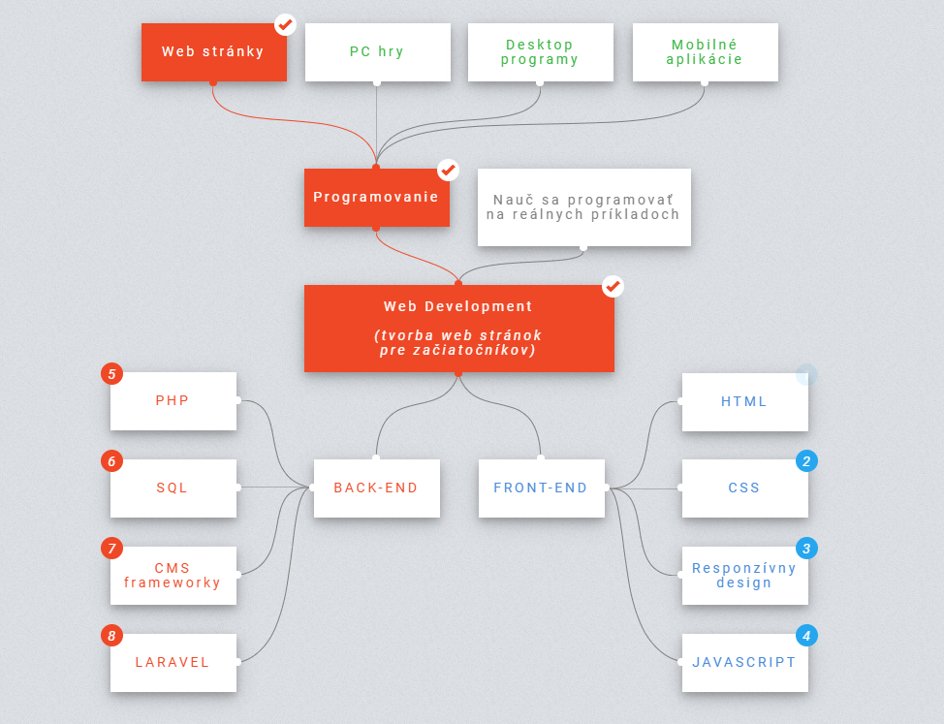 Web stránky
PC hry
Desktop
programy
Mobilné
aplikácie
Programovanie
Nauč sa programovať
na reálnych príkladoch
Web Development
(tvorba web stránok
pre začiatočníkov)
5
PHP
HTML
6
SQL
BACK-END
FRONT-END
2
CSS
7
CMS
frameworky
3
Responzívny
design
8
LARAVEL
4
JAVASCRIPT